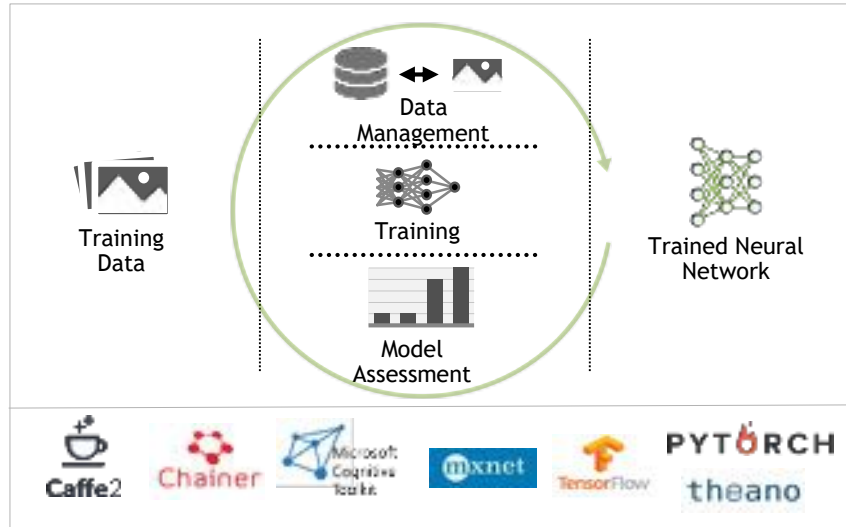 Data
Management
Training
Data
Training
Trained Neural
Network
Model
Assessment
Caffe2
Chainer
Microsoft
Cognitive
Toolkit
mxnet
TensorFlow
PYTORCH
theano